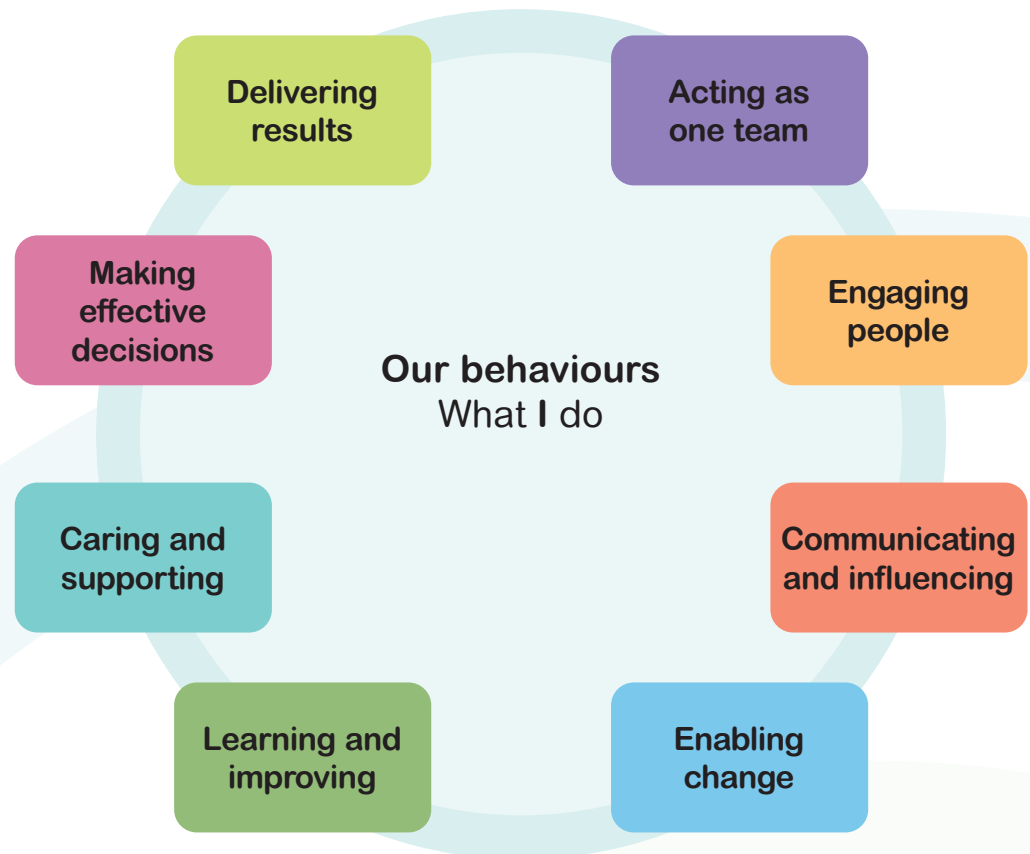 Delivering
results
Acting as
one team
Making
effective
decisions
Engaging
people
Our behaviours
What I do
Caring and
supporting
Communicating
and influencing
Learning and
improving
Enabling
change